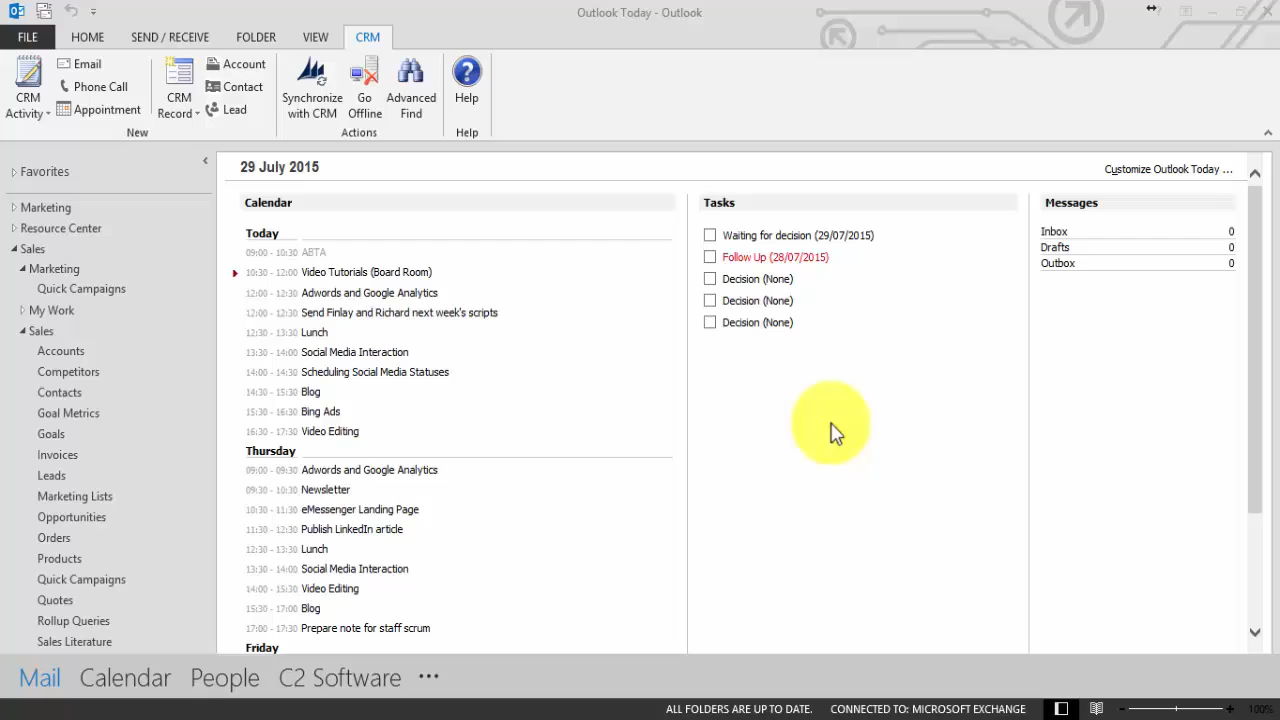 Outlook Today - Outlook
FILE
HOME
SEND / RECEIVE
FOLDER
VIEW
CRM
CRM
Activity
Email
Phone Call
Appointment
CRM
Record
Account
Contact
Lead
New
Synchronize
with CRM
Go
Offline
Advanced
Find
Actions
Help
Help
Favorites
Marketing
Resource Center
Sales
Marketing
Quick Campaigns
My Work
Sales
Accounts
Competitors
Contacts
Goal Metrics
Goals
Invoices
Leads
Marketing Lists
Opportunities
Orders
Products
Quick Campaigns
Quotes
Rollup Queries
Sales Literature
29 July 2015
Customize Outlook Today ...
Calendar
Today
09:00 - 10:30 ABTA
10:30 - 12:00 Video Tutorials (Board Room)
12:00 - 12:30 Adwords and Google Analytics
12:00 - 12:30 Send Finlay and Richard next week's scripts
12:30 - 13:30 Lunch
13:30 - 14:00 Social Media Interaction
14:00 - 14:30 Scheduling Social Media Statuses
14:30 - 15:30 Blog
15:30 - 16:30 Bing Ads
16:30 - 17:30 Video Editing
Thursday
09:00 - 09:30 Adwords and Google Analytics
09:30 - 10:30 Newsletter
10:30 - 11:30 eMessenger Landing Page
11:30 - 12:30 Publish LinkedIn article
12:30 - 13:30 Lunch
13:30 - 14:00 Social Media Interaction
14:00 - 15:30 Video Editing
15:30 - 17:00 Blog
17:00 - 17:30 Prepare note for staff scrum
Friday
Tasks
Waiting for decision (29/07/2015)
Follow Up (28/07/2015)
Decision (None)
Decision (None)
Decision (None)
Messages
Inbox 0
Drafts 0
Outbox 0
Mail
Calendar
People
C2 Software
•••
ALL FOLDERS ARE UP TO DATE.
CONNECTED TO: MICROSOFT EXCHANGE
100%